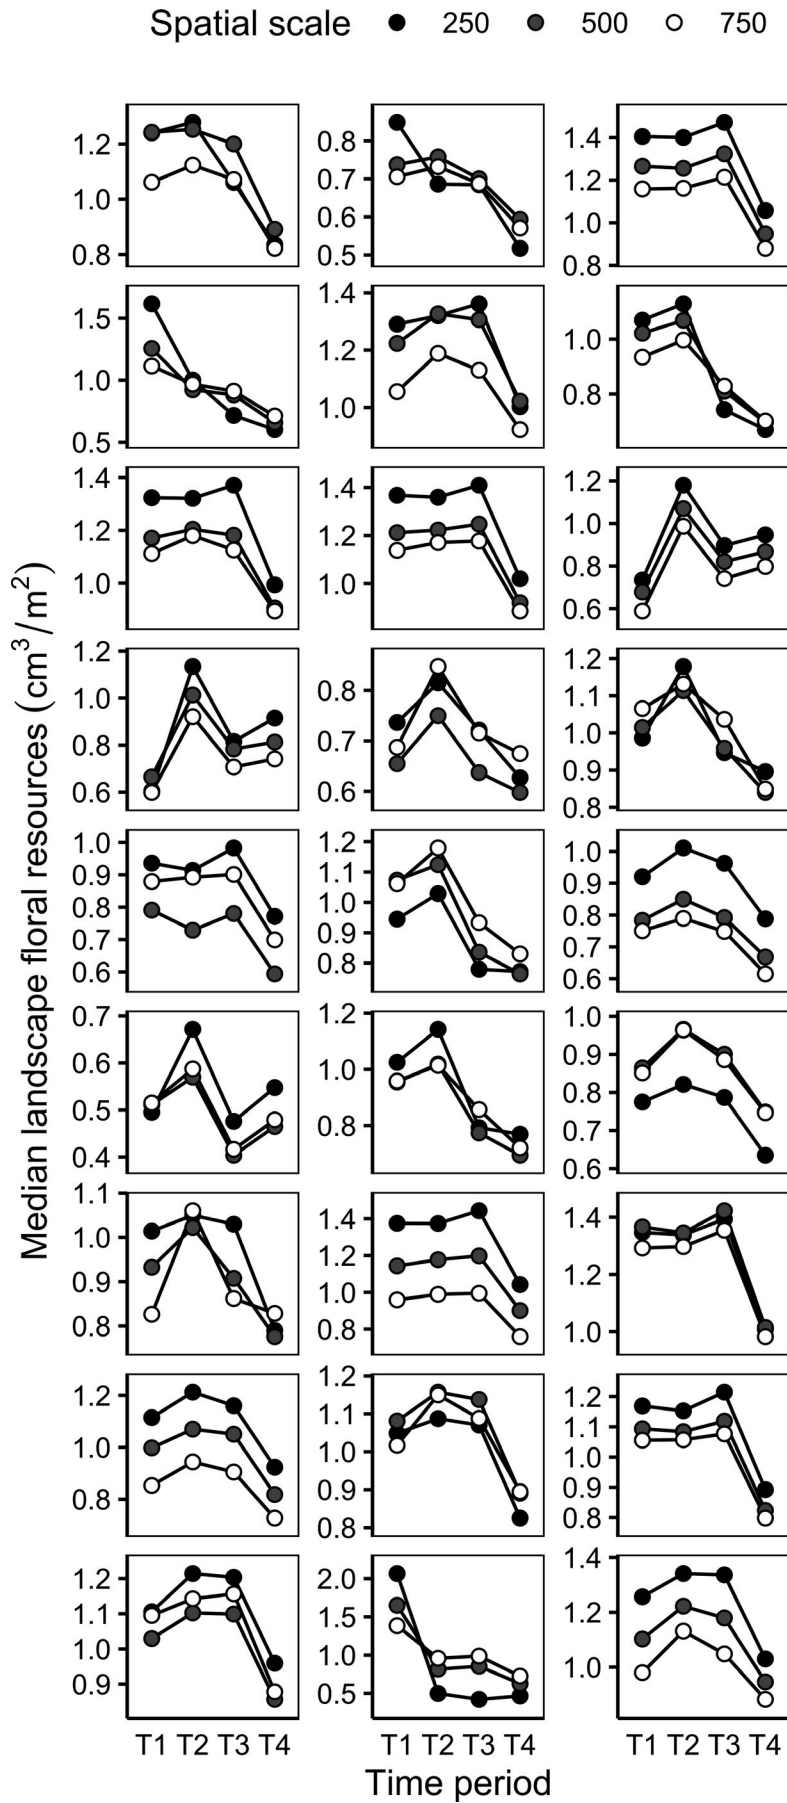 Spatial scale 250 500 750
Median landscape floral resources (cm³/m²)
1.2 1.0 0.8
0.8 0.7 0.6 0.5
1.4 1.2 1.0 0.8
1.5 1.0 0.5
1.4 1.2 1.0
1.0 0.8
1.4 1.2 1.0
1.4 1.2 1.0
1.2 1.0 0.8 0.6
1.2 1.0 0.8 0.6
0.8 0.7 0.6
1.2 1.1 1.0 0.9 0.8
1.0 0.9 0.8 0.7 0.6
1.2 1.1 1.0 0.9 0.8
1.0 0.9 0.8 0.7 0.6
0.7 0.6 0.5 0.4
1.2 1.0 0.8
1.0 0.9 0.8 0.7 0.6
1.1 1.0 0.9 0.8
1.4 1.2 1.0 0.8
1.4 1.2 1.0
1.2 1.0 0.8
1.2 1.1 1.0 0.9 0.8
1.2 1.1 1.0 0.9 0.8
1.2 1.1 1.0 0.9
2.0 1.5 1.0 0.5
1.4 1.2 1.0
T1 T2 T3 T4 T1 T2 T3 T4 T1 T2 T3 T4
Time period